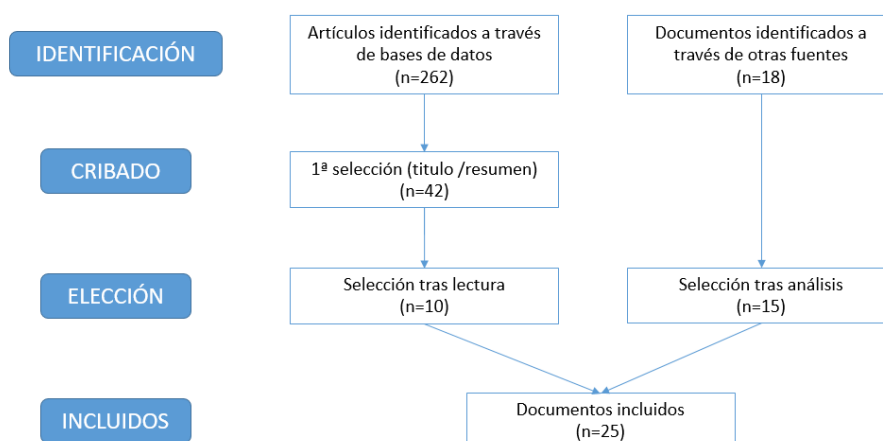 IDENTIFICACIÓN
Artículos identificados a través
de bases de datos
(n=262)
Documentos identificados a
través de otras fuentes
(n=18)
CRIBADO
1ª selección (titulo /resumen)
(n=42)
ELECCIÓN
Selección tras lectura
(n=10)
Selección tras análisis
(n=15)
INCLUIDOS
Documentos incluidos
(n=25)